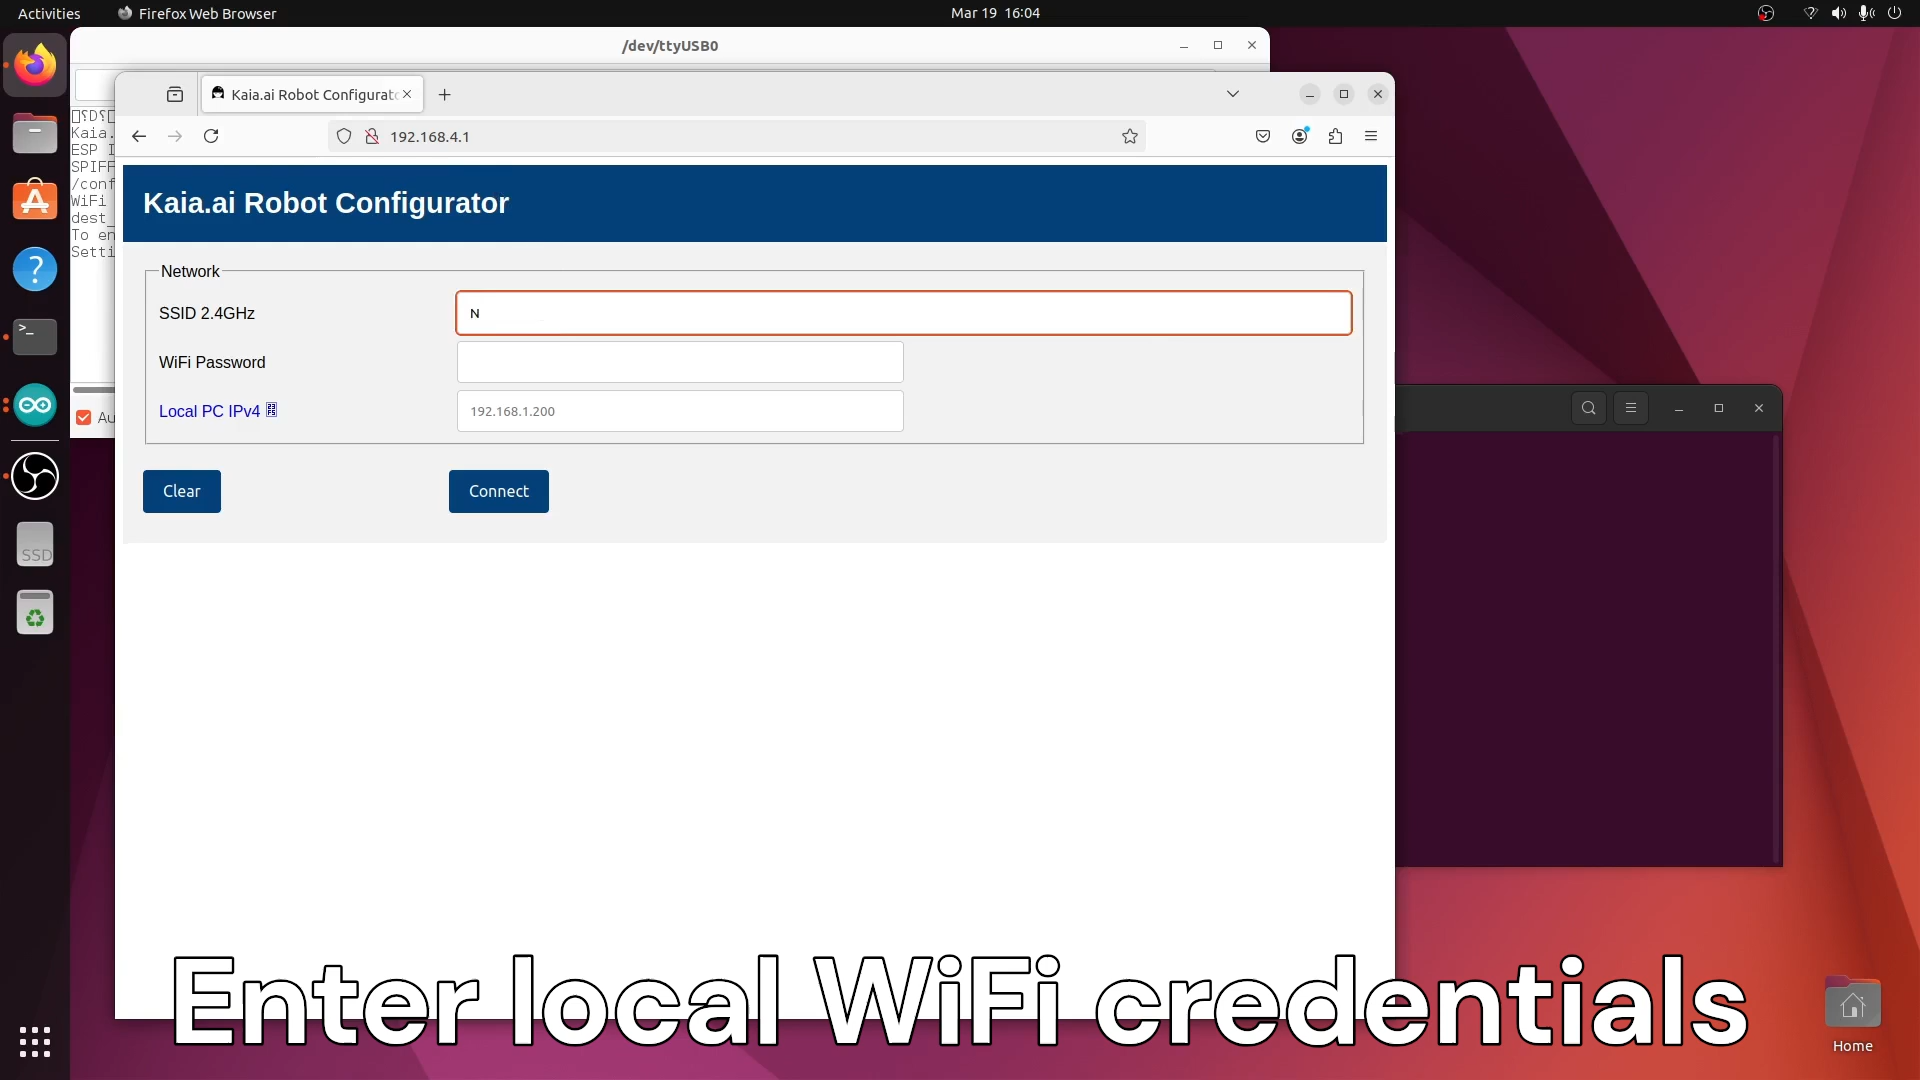 Activities
Firefox Web Browser
Mar 19 16:04
/dev/ttyUSB0
Kaia.ai Robot Configurato
192.168.4.1
Kaia.
ESP I
SPIFF
/conf
WiFi
dest_
To en
Setti
Au
Kaia.ai Robot Configurator
Network
SSID 2.4GHz
N
WiFi Password
Local PC IPv4
192.168.1.200
Clear
Connect
SSD
Enter local WiFi credentials
Home